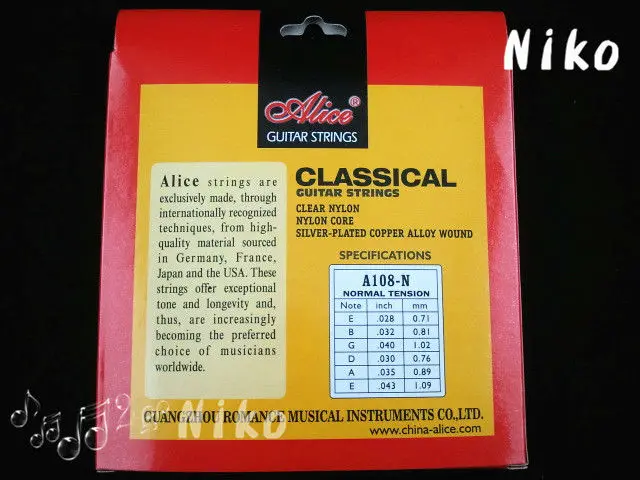 Niko
Alice®
GUITAR STRINGS
Alice strings are
exclusively made, through
internationally recognized
techniques, from high-
quality material sourced
in Germany, France,
Japan and the USA. These
strings offer exceptional
tone and longevity and,
thus, are increasingly
becoming the preferred
choice of musicians
worldwide.
CLASSICAL
GUITAR STRINGS
CLEAR NYLON
NYLON CORE
SILVER-PLATED COPPER ALLOY WOUND
SPECIFICATIONS
A108-N
NORMAL TENSION
Note inch mm
E .028 0.71
B .032 0.81
G .040 1.02
D .030 0.76
A .035 0.89
E .043 1.09
GUANGZHOU ROMANCE MUSICAL INSTRUMENTS CO.,LTD.
www.china-alice.com
Niko